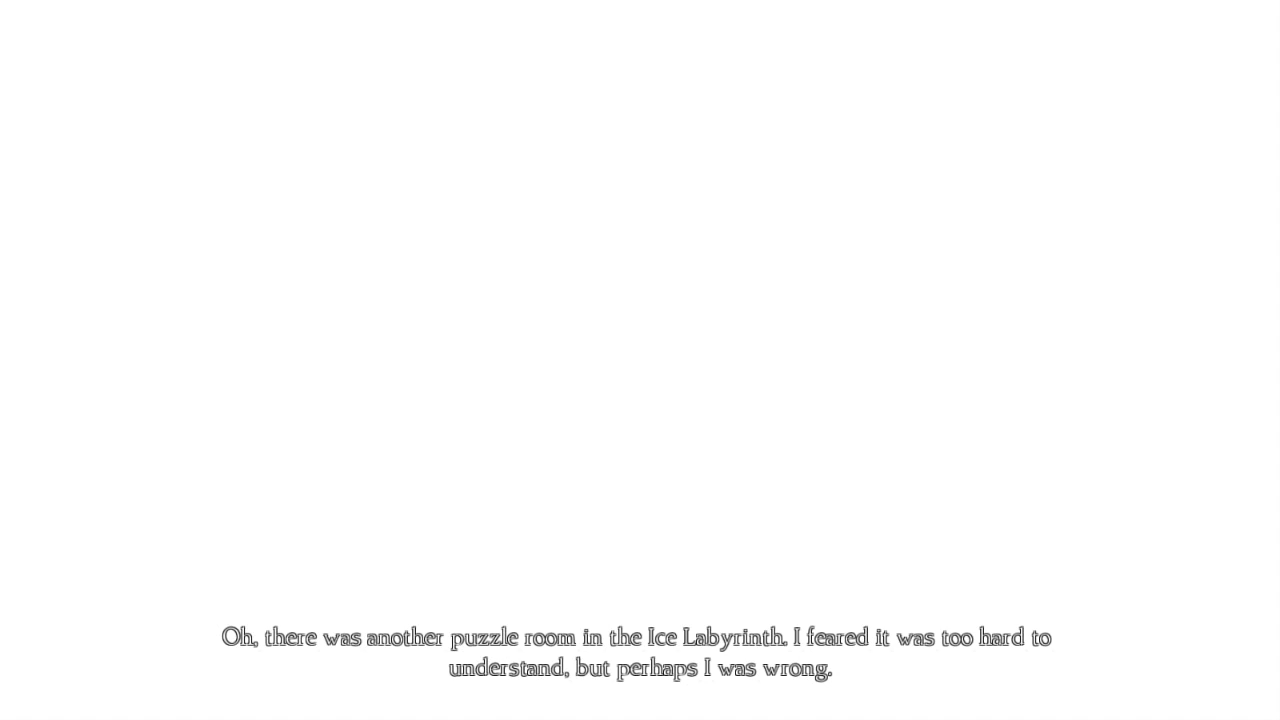 Oh, there was another puzzle room in the Ice Labyrinth. I feared it was too hard to
understand, but perhaps I was wrong.